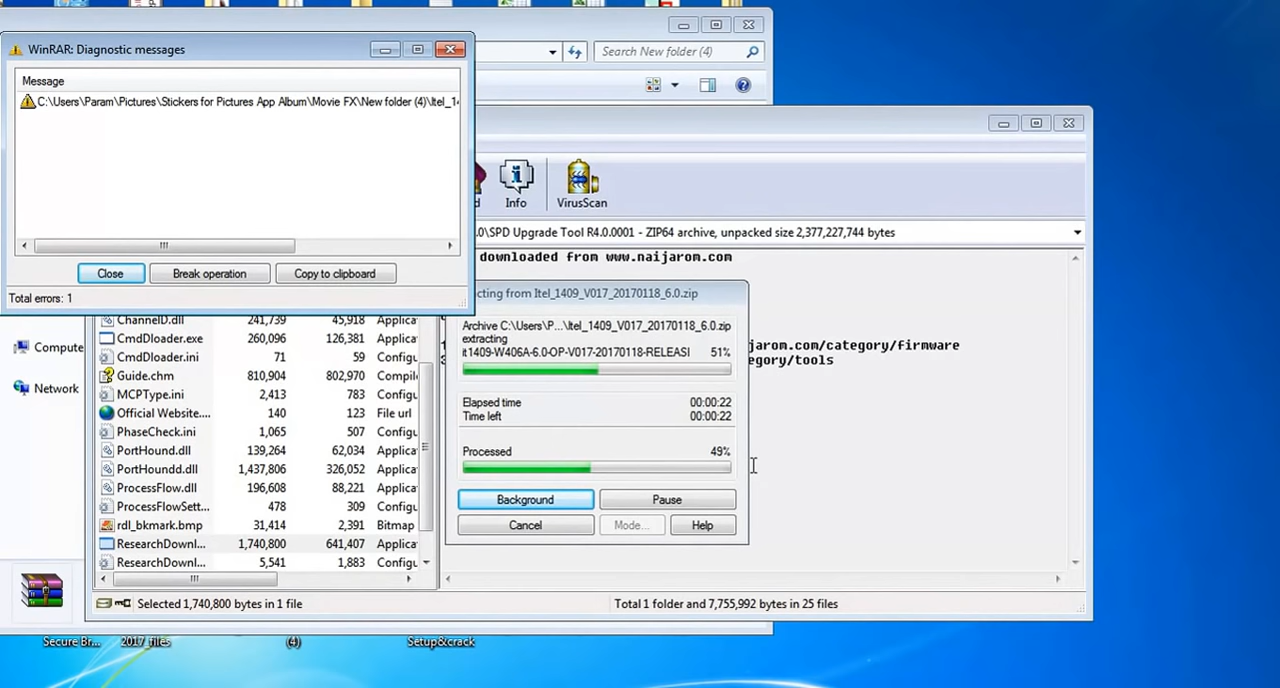 Search New folder (4)
WinRAR: Diagnostic messages
Message
C:\Users\Param\Pictures\Stickers for Pictures App Album\Movie FX\New folder (4)\Itel_14
Close
Break operation
Copy to clipboard
Total errors: 1
Info
VirusScan
.0\SPD Upgrade Tool R4.0.0001 - ZIP64 archive, unpacked size 2,377,227,744 bytes
downloaded from www.naijarom.com
jarom.com/category/firmware
egory/tools
Compute
Network
ChannelD.dll 241,739 45,918 Applica
CmdDloader.exe 260,096 126,381 Applica
CmdDloader.ini 71 59 Configu
Guide.chm 810,904 802,970 Compile
MCPType.ini 2,413 783 Configu
Official Website.... 140 123 File url
PhaseCheck.ini 1,065 507 Configu
PortHound.dll 139,264 62,034 Applica
PortHoundd.dll 1,437,806 326,052 Applica
ProcessFlow.dll 196,608 88,221 Applica
ProcessFlowSett... 478 309 Configu
rdl_bkmark.bmp 31,414 2,391 Bitmap
ResearchDownl... 1,740,800 641,407 Applica
ResearchDownl... 5,541 1,883 Configu
cting from Itel_1409_V017_20170118_6.0.zip
Archive C:\Users\P...\Itel_1409_V017_20170118_6.0.zip
extracting
it1409-W406A-6.0-OP-V017-20170118-RELEASI 51%
Elapsed time 00:00:22
Time left 00:00:22
Processed 49%
Background
Pause
Cancel
Mode...
Help
Selected 1,740,800 bytes in 1 file
Total 1 folder and 7,755,992 bytes in 25 files
Secure Br...
2017_files
(4)
Setup&crack